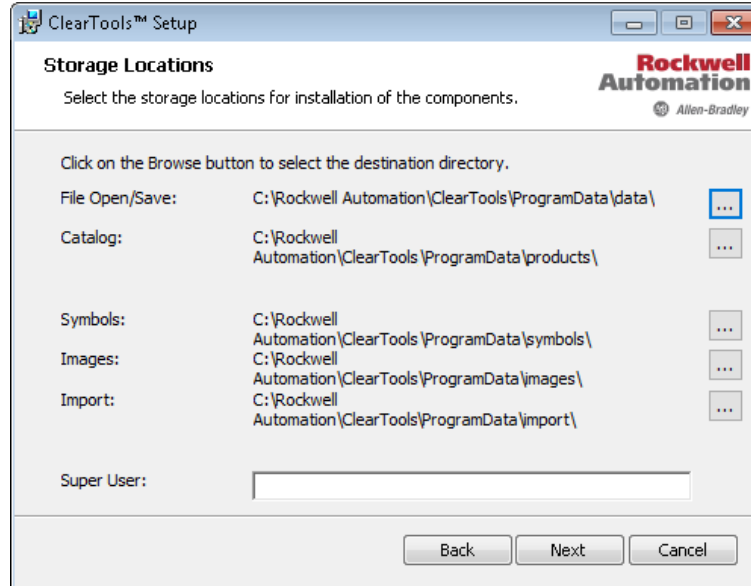 ClearTools™ Setup
Storage Locations
Select the storage locations for installation of the components.
Rockwell
Automation
Allen-Bradley
Click on the Browse button to select the destination directory.
File Open/Save: C:\Rockwell Automation\ClearTools\ProgramData\data\ ...
Catalog: C:\Rockwell ...
Automation\ClearTools\ProgramData\products\
Symbols: C:\Rockwell ...
Automation\ClearTools\ProgramData\symbols\
Images: C:\Rockwell ...
Automation\ClearTools\ProgramData\images\
Import: C:\Rockwell ...
Automation\ClearTools\ProgramData\import\
Super User:
Back Next Cancel